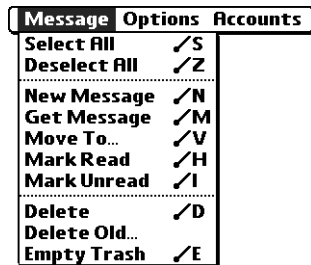 Message Options Accounts
Select All /S
Deselect All /Z
New Message /N
Get Message /M
Move To... /V
Mark Read /H
Mark Unread /I
Delete /D
Delete Old...
Empty Trash /E